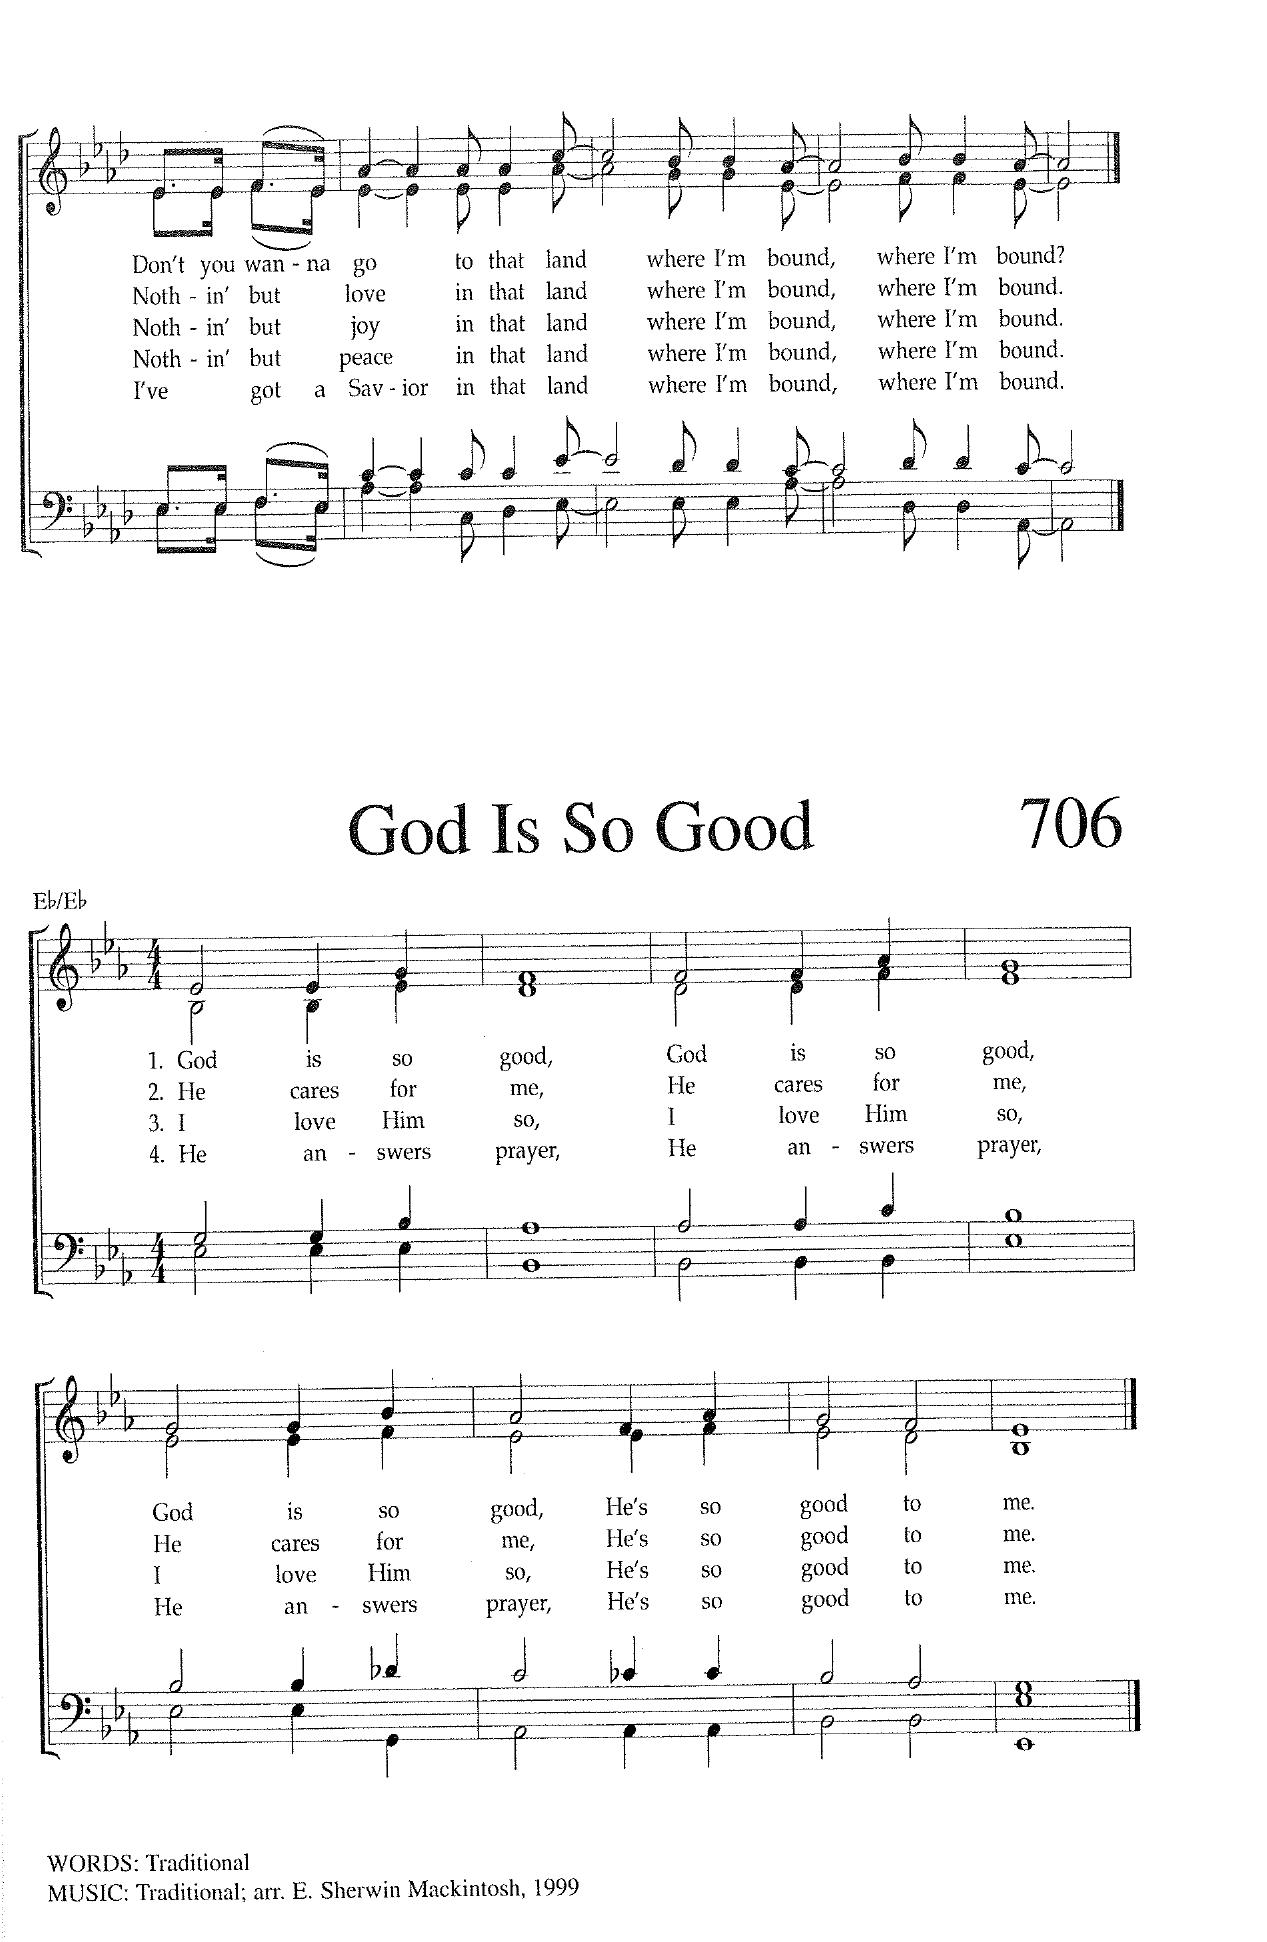 Don't you wan - na go to that land where I'm bound, where I'm bound?
Noth - in' but love in that land where I'm bound, where I'm bound.
Noth - in' but joy in that land where I'm bound, where I'm bound.
Noth - in' but peace in that land where I'm bound, where I'm bound.
I've got a Sav - ior in that land where I'm bound, where I'm bound.
God Is So Good 706
E♭/E♭
4/4
1. God is so good, God is so good,
2. He cares for me, He cares for me,
3. I love Him so, I love Him so,
4. He an - swers prayer, He an - swers prayer,
4/4
God is so good, He's so good to me.
He cares for me, He's so good to me.
I love Him so, He's so good to me.
He an - swers prayer, He's so good to me.
WORDS: Traditional
MUSIC: Traditional; arr. E. Sherwin Mackintosh, 1999